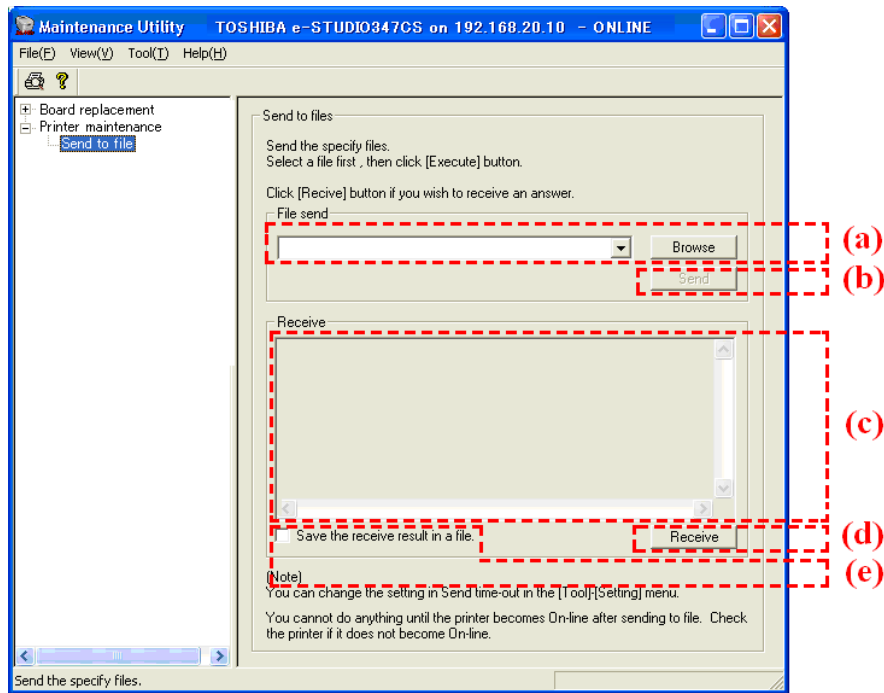 Maintenance Utility TOSHIBA e-STUDIO347CS on 192.168.20.10 - ONLINE
File(F) View(V) Tool(T) Help(H)
Board replacement
Printer maintenance
Send to file
Send to files
Send the specify files.
Select a file first , then click [Execute] button.
Click [Recive] button if you wish to receive an answer.
File send
Browse
(a)
Send
(b)
Receive
(c)
Save the receive result in a file.
Receive
(d)
(e)
(Note)
You can change the setting in Send time-out in the [Tool]-[Setting] menu.
You cannot do anything until the printer becomes On-line after sending to file. Check
the printer if it does not become On-line.
Send the specify files.